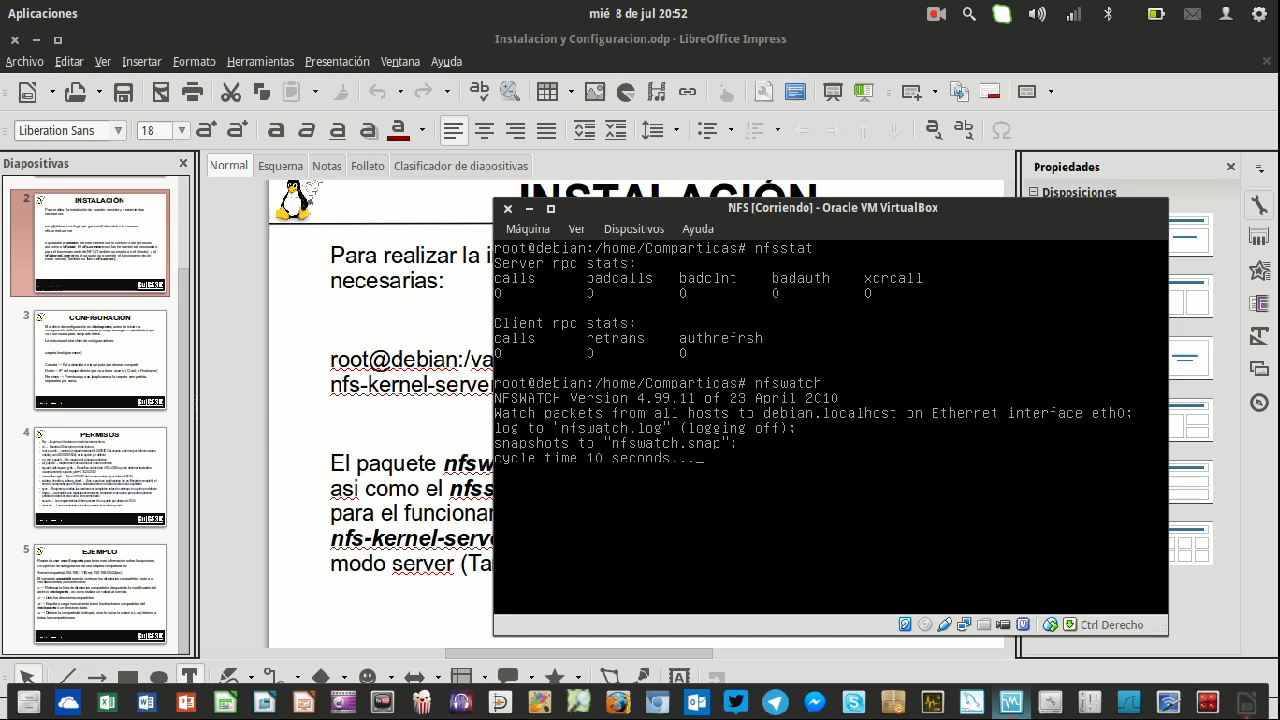 Aplicaciones
mié 8 de jul 20:52
Instalacion y Configuracion.odp - LibreOffice Impress
Archivo Editar Ver Insertar Formato Herramientas Presentación Ventana Ayuda
Liberation Sans 18
Diapositivas
Normal Esquema Notas Folleto Clasificador de diapositivas
Propiedades
Disposiciones
2
INSTALACIÓN
3
CONFIGURACIÓN
4
PERMISOS
5
EJEMPLO
INSTALACIÓN
Para realizar la i
necesarias:
root@debian:/va
nfs-kernel-server
El paquete nfsw
asi como el nfs
para el funcionar
nfs-kernel-serve
modo server (Ta
NFS [Corriendo] - Oracle VM VirtualBox
Máquina Ver Dispositivos Ayuda
root@debian:/home/Comparticas# nfsstat
Server rpc stats:
calls badcalls badclnt badauth xdrcall
0 0 0 0 0
Client rpc stats:
calls retrans authrefrsh
0 0 0
root@debian:/home/Comparticas# nfswatch
NFSWATCH Version 4.99.11 of 23 April 2010
Watch packets from all hosts to debian.localhost on Ethernet interface eth0;
log to "nfswatch.log" (logging off);
snapshots to "nfswatch.snap";
cycle time 10 seconds..._
Ctrl Derecho